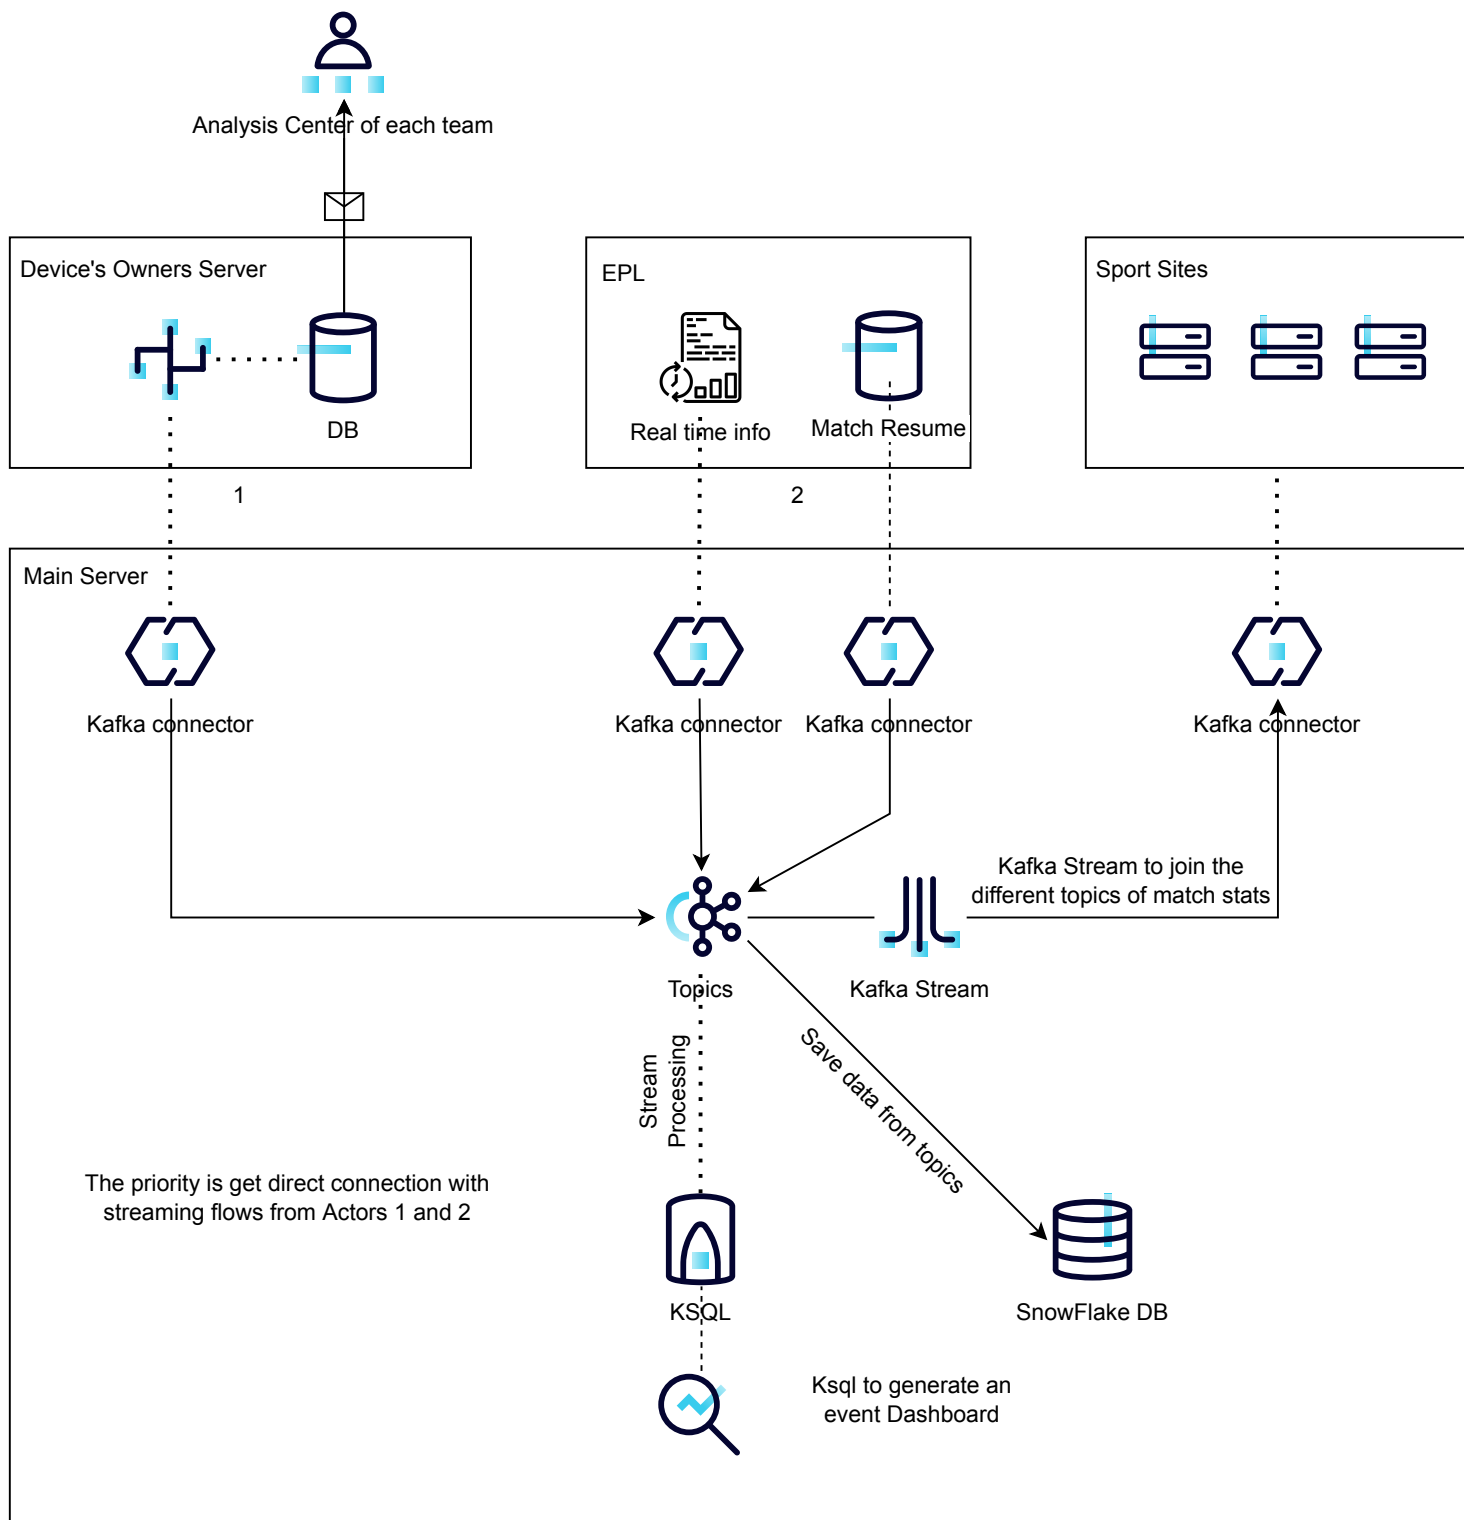 Analysis Center of each team
Device's Owners Server
EPL
Sport Sites
DB
Real time info
Match Resume
1
2
Main Server
Kafka connector
Kafka connector
Kafka connector
Kafka connector
Kafka Stream to join the
different topics of match stats
Topics
Kafka Stream
Stream
Processing
Save data from topics
The priority is get direct connection with
streaming flows from Actors 1 and 2
KSQL
SnowFlake DB
Ksql to generate an
event Dashboard